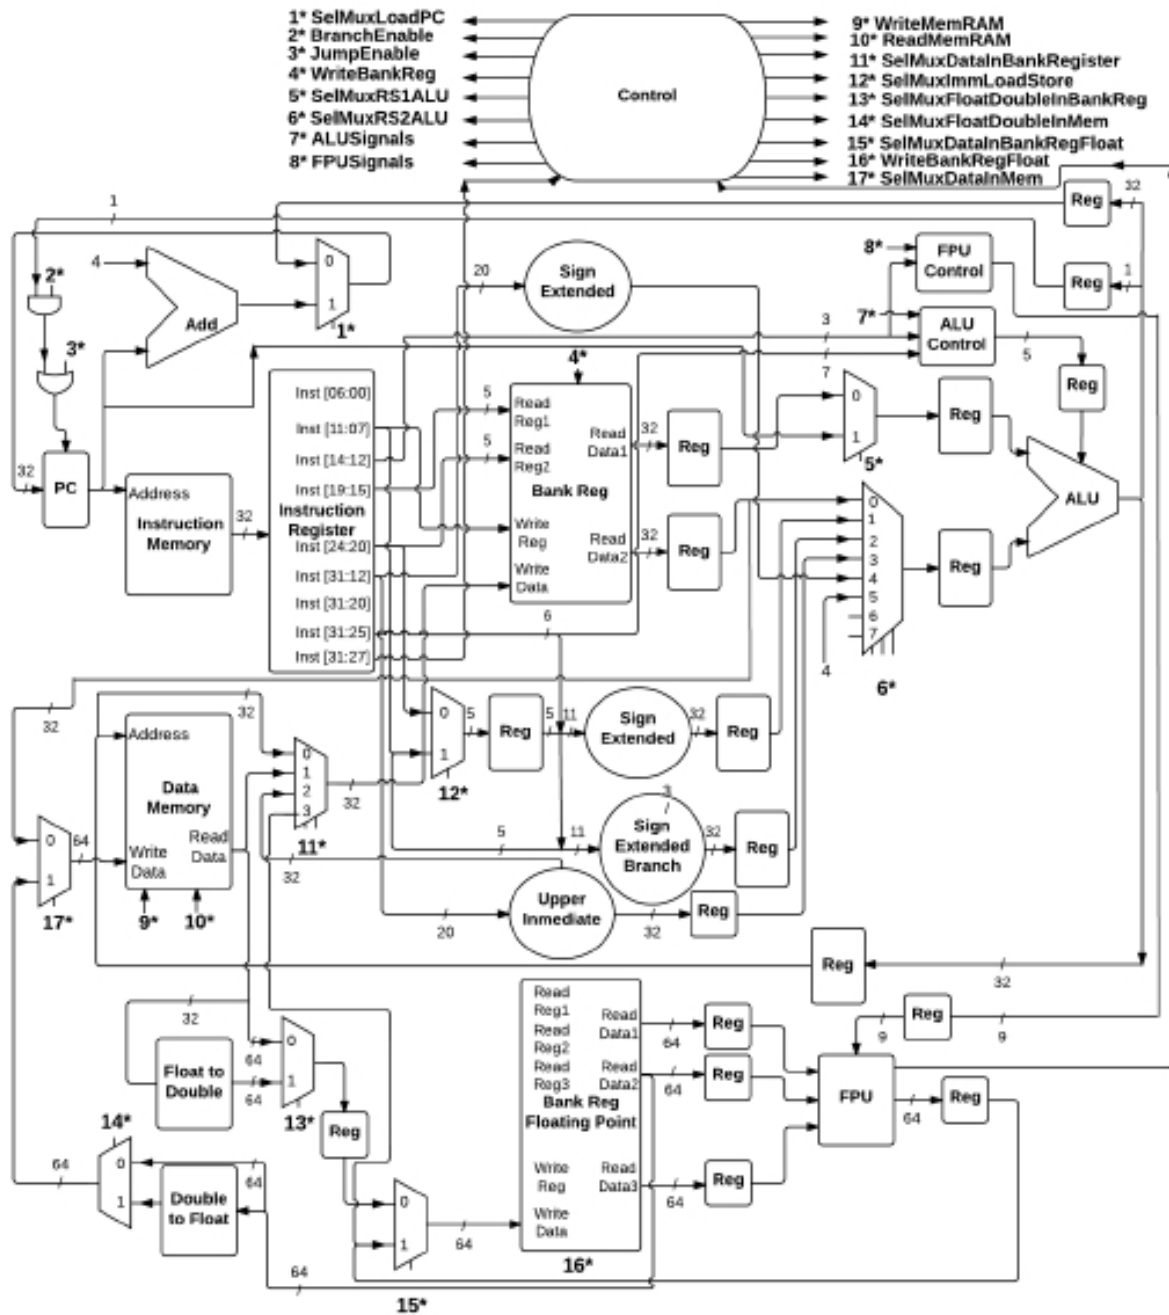 1* SelMuxLoadPC
2* BranchEnable
3* JumpEnable
4* WriteBankReg
5* SelMuxRS1ALU
6* SelMuxRS2ALU
7* ALUSignals
8* FPUSignals
Control
9* WriteMemRAM
10* ReadMemRAM
11* SelMuxDataInBankRegister
12* SelMuxImmLoadStore
13* SelMuxFloatDoubleInBankReg
14* SelMuxFloatDoubleInMem
15* SelMuxDataInBankRegFloat
16* WriteBankRegFloat
17* SelMuxDataInMem
1
Reg
32
4
2*
Add
0
1
1*
20
Sign
Extended
8*
FPU
Control
Reg
1
3*
7*
ALU
Control
3
7
5
Reg
4*
Inst [06:00]
Inst [11:07]
Inst [14:12]
Inst [19:15]
Instruction
Register
Inst [24:20]
Inst [31:12]
Inst [31:20]
Inst [31:25]
Inst [31:27]
5
5
Read
Reg1
Read
Reg2
Bank Reg
Write
Reg
Write
Data
Read
Data1
Read
Data2
32
Reg
32
Reg
0
1
5*
Reg
ALU
32
PC
Address
Instruction
Memory
32
0
1
2
3
4
5
6
7
4
6*
Reg
6
32
32
Address
Data
Memory
Write
Data
Read
Data
9*
10*
0
1
17*
64
0
1
2
3
11*
32
32
0
1
12*
5
Reg
5
11
Sign
Extended
32
Reg
5
11
3
Sign
Extended
Branch
32
Reg
20
Upper
Inmediate
32
Reg
Reg
32
32
Float to
Double
64
64
0
1
13*
Reg
14*
0
1
64
Double
to Float
64
64
0
1
15*
64
Read
Reg1
Read
Reg2
Read
Reg3
Bank Reg
Floating Point
Write
Reg
Write
Data
Read
Data1
Read
Data2
Read
Data3
16*
64
Reg
64
Reg
64
Reg
9
Reg
9
FPU
64
Reg